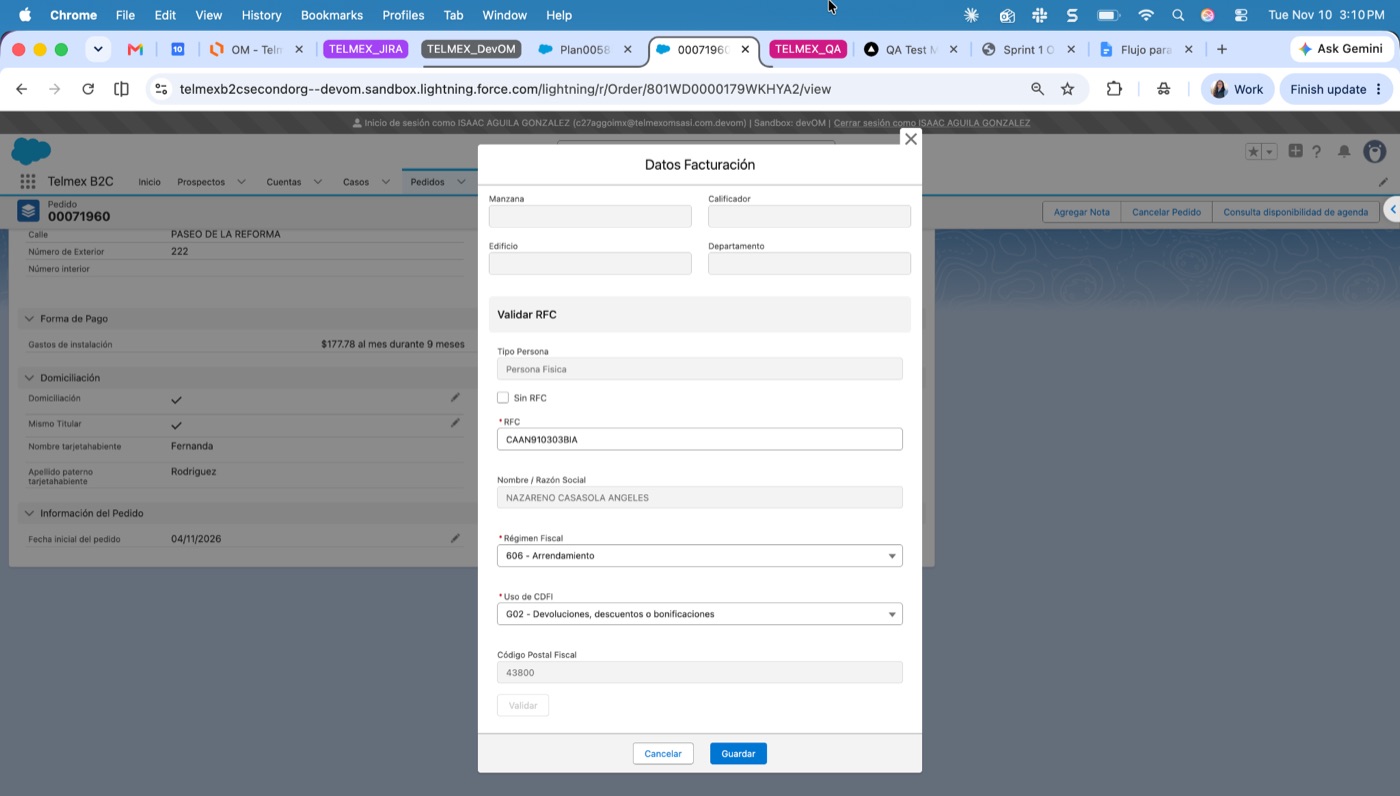 Chrome File Edit View History Bookmarks Profiles Tab Window Help Tue Nov 10 3:10 PM
10 OM - Teln TELMEX_JIRA TELMEX_DevOM Plan0058 0007196 TELMEX_QA QA Test M Sprint 1 O Flujo para Ask Gemini
telmexb2csecondorg--devom.sandbox.lightning.force.com/lightning/r/Order/801WD0000179WKHYA2/view Work Finish update
Inicio de sesión como ISAAC AGUILA GONZALEZ (c27aggoimx@telmexomsasi.com.devom) | Sandbox: devOM | Cerrar sesión como ISAAC AGUILA GONZALEZ
Telmex B2C Inicio Prospectos Cuentas Casos Pedidos
Pedido
00071960
Agregar Nota Cancelar Pedido Consulta disponibilidad de agenda
Calle PASEO DE LA REFORMA
Número de Exterior 222
Número interior
Forma de Pago
Gastos de instalación $177.78 al mes durante 9 meses
Domiciliación
Domiciliación
Mismo Titular
Nombre tarjetahabiente Fernanda
Apellido paterno Rodriguez
tarjetahabiente
Información del Pedido
Fecha inicial del pedido 04/11/2026
Datos Facturación
Manzana Calificador
Edificio Departamento
Validar RFC
Tipo Persona
Persona Fisica
Sin RFC
* RFC
CAAN910303BIA
Nombre / Razón Social
NAZARENO CASASOLA ANGELES
* Régimen Fiscal
606 - Arrendamiento
* Uso de CDFI
G02 - Devoluciones, descuentos o bonificaciones
Código Postal Fiscal
43800
Validar
Cancelar Guardar